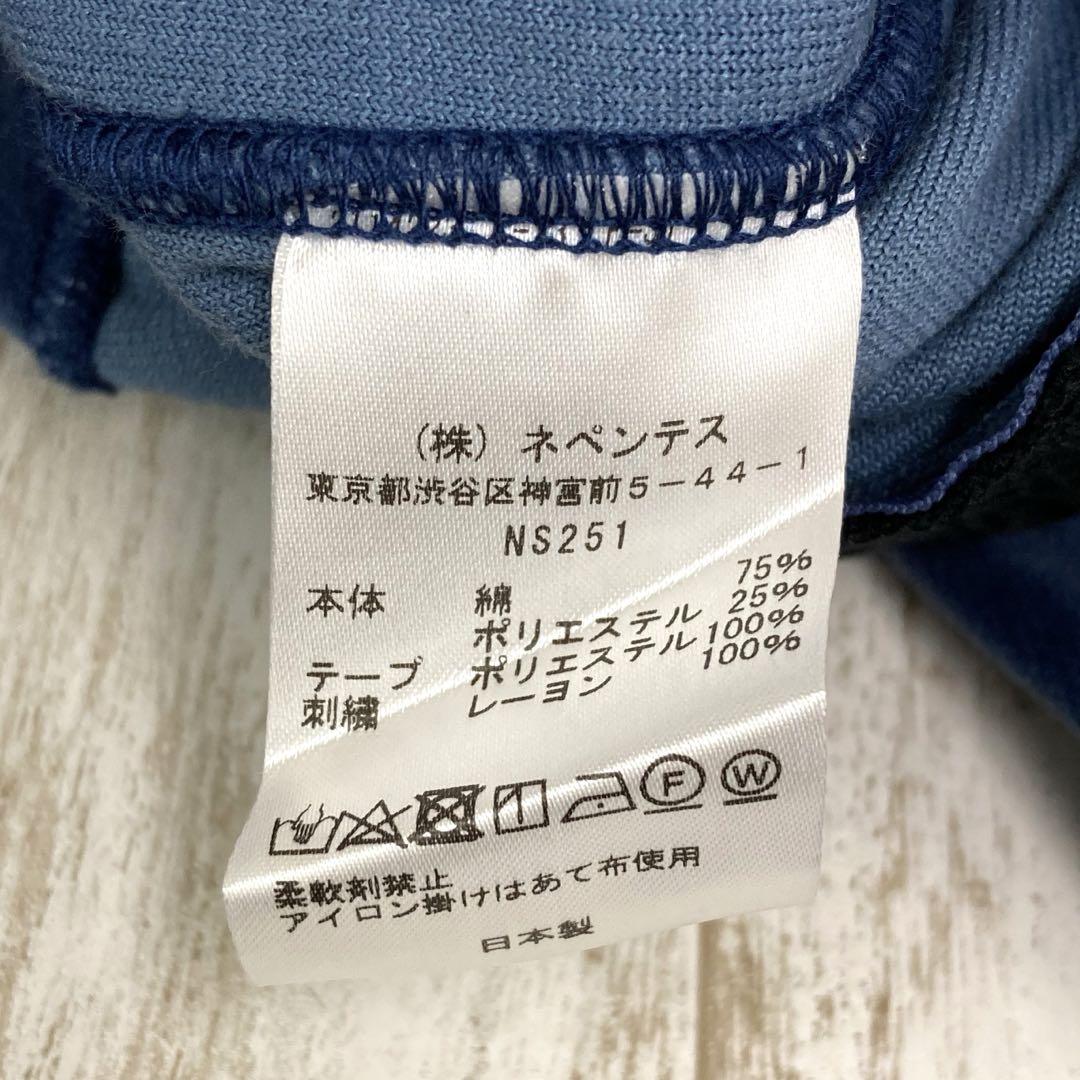 (株) ネペンテス
東京都渋谷区神宮前5-44-1
NS251
本体 綿 75%
ポリエステル 25%
テープ ポリエステル 100%
刺繍 レーヨン 100%
F W
柔軟剤禁止
アイロン掛けはあて布使用
日本製